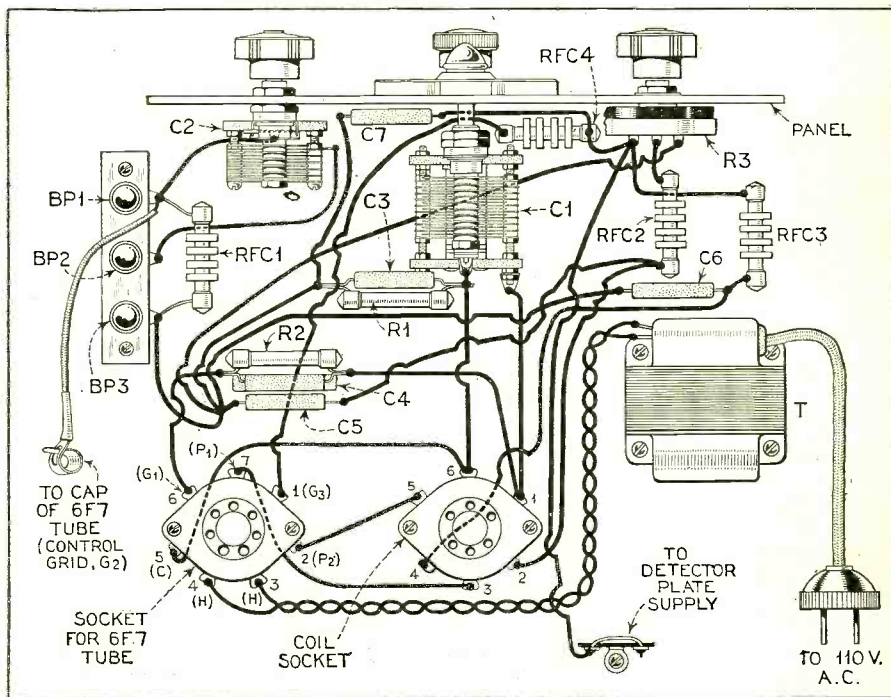 C2
C7
RFC4
PANEL
R3
BP1
BP2
BP3
RFC1
C3
C1
R1
RFC2
RFC3
C6
R2
C4
C5
T
(P1)
7
(G1)
6
1(G3)
5
(C)
2(P2)
4
(H)
3
(H)
6
5
1
4
2
3
TO CAP
OF 6F7
TUBE
(CONTROL
GRID, G2)
SOCKET
FOR 6F7
TUBE
COIL
SOCKET
TO
DETECTOR
PLATE
SUPPLY
TO 110 V.
A.C.